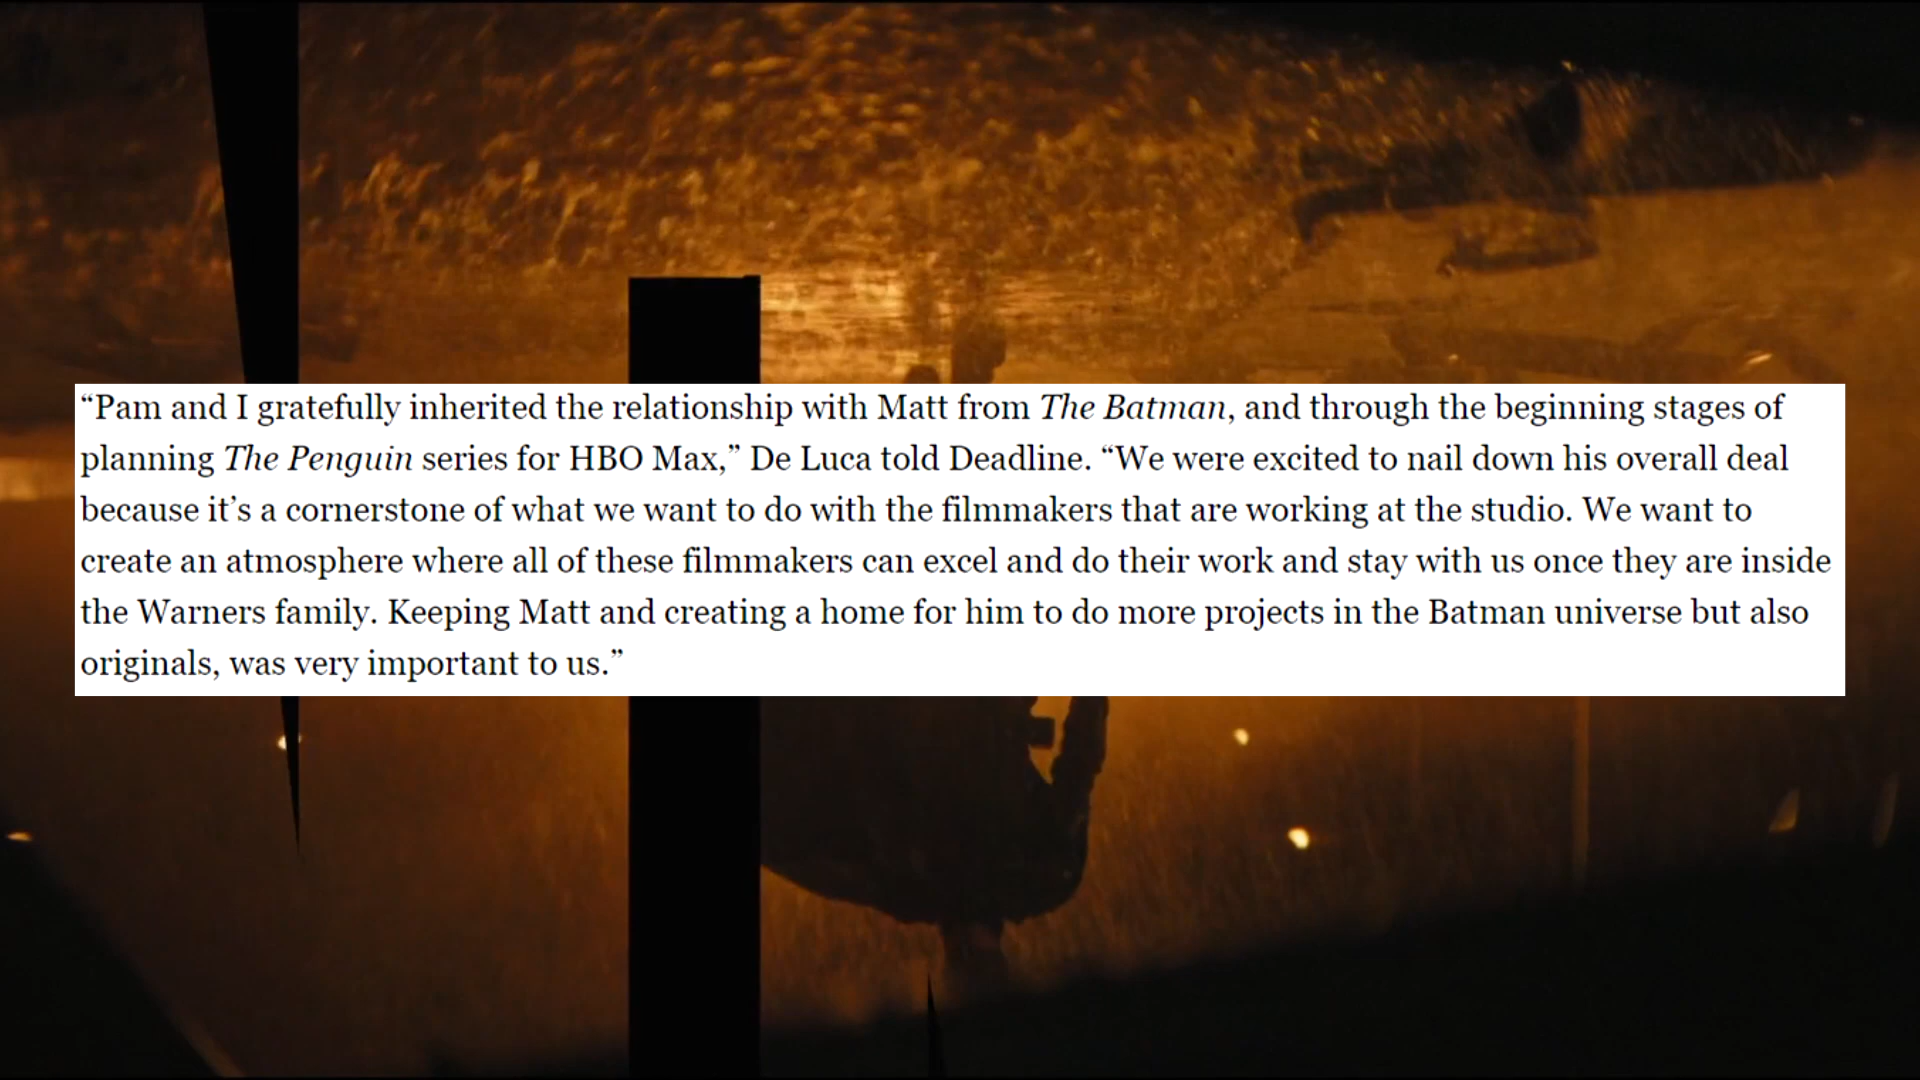 “Pam and I gratefully inherited the relationship with Matt from The Batman, and through the beginning stages of
planning The Penguin series for HBO Max,” De Luca told Deadline. “We were excited to nail down his overall deal
because it’s a cornerstone of what we want to do with the filmmakers that are working at the studio. We want to
create an atmosphere where all of these filmmakers can excel and do their work and stay with us once they are inside
the Warners family. Keeping Matt and creating a home for him to do more projects in the Batman universe but also
originals, was very important to us.”